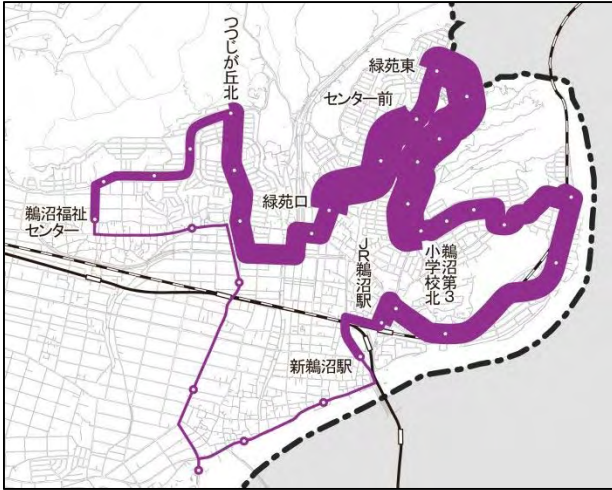 つつじが丘北
緑苑東
センター前
緑苑口
鵜沼福祉
センター
JR鵜沼駅
鵜沼第3
小学校北
新鵜沼駅